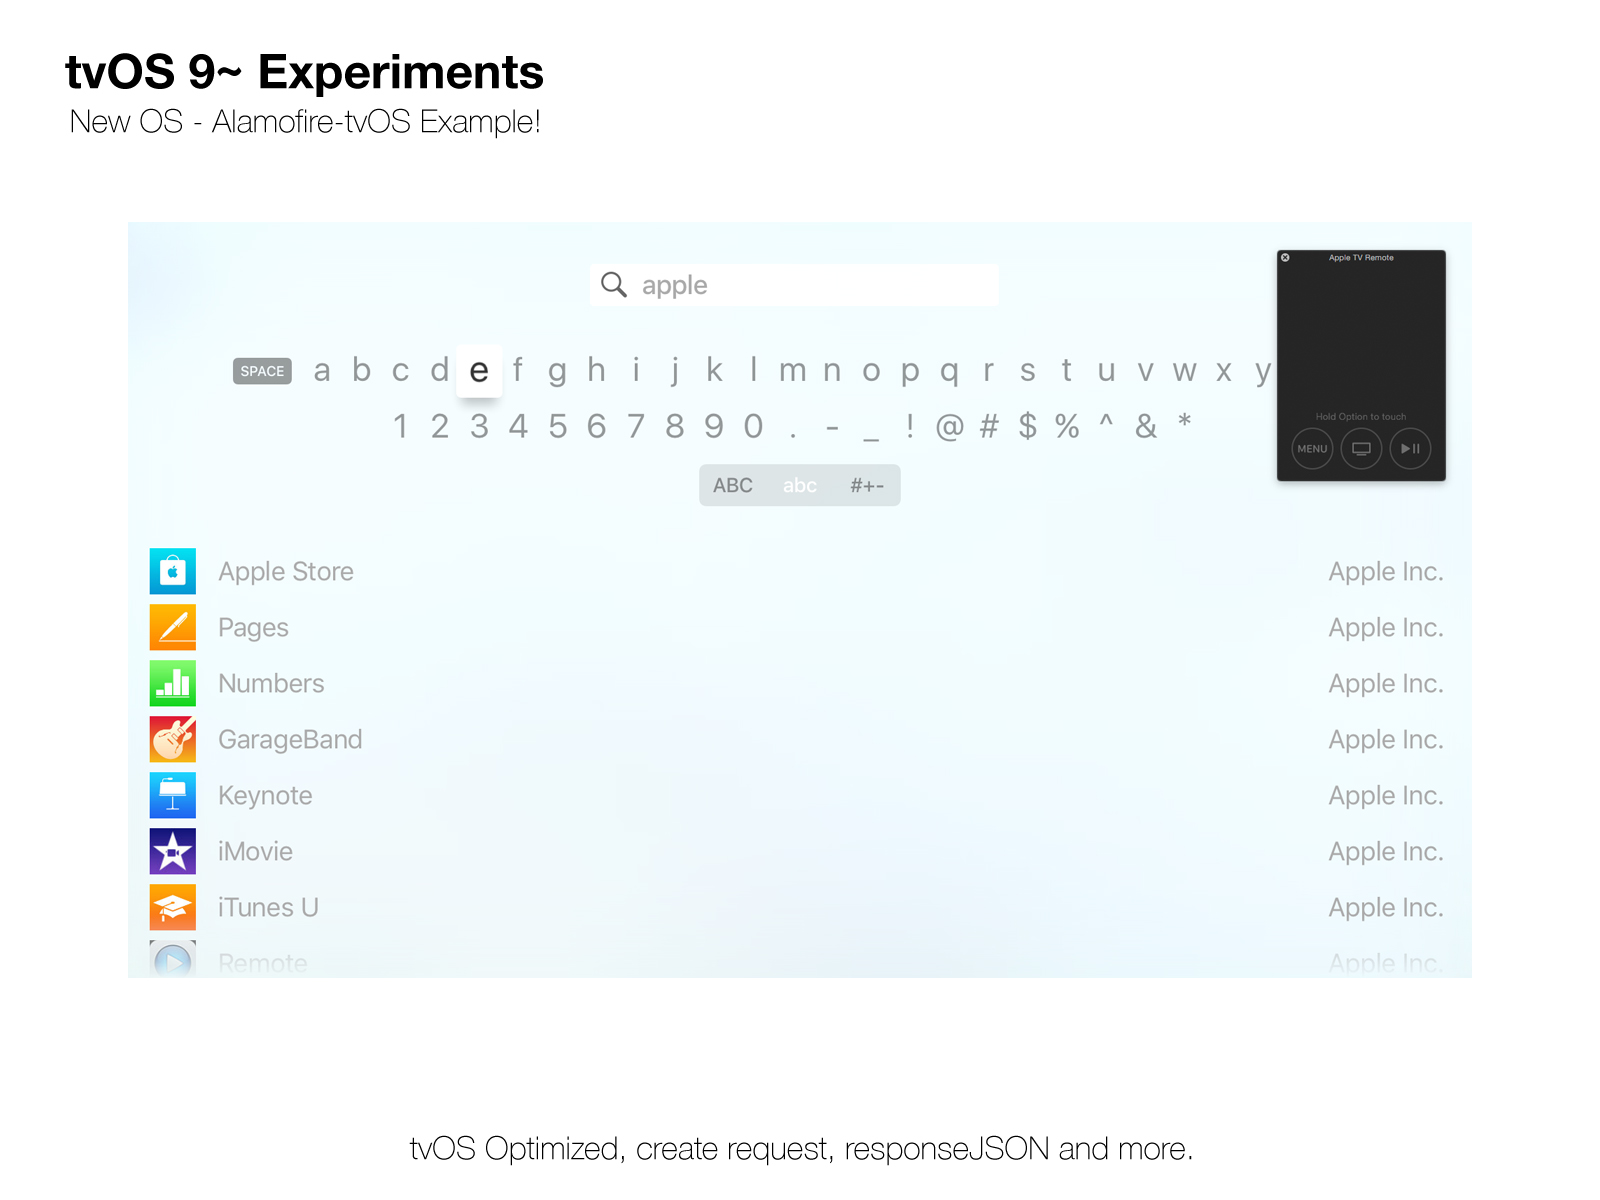 tvOS 9~ Experiments
New OS - Alamofire-tvOS Example!
apple
Apple TV Remote
SPACE a b c d e f g h i j k l m n o p q r s t u v w x y
1 2 3 4 5 6 7 8 9 0 . - _ ! @ # $ % ^ & *
Hold Option to touch
MENU
ABC abc #+-
Apple Store Apple Inc.
Pages Apple Inc.
Numbers Apple Inc.
GarageBand Apple Inc.
Keynote Apple Inc.
iMovie Apple Inc.
iTunes U Apple Inc.
Remote Apple Inc.
tvOS Optimized, create request, responseJSON and more.